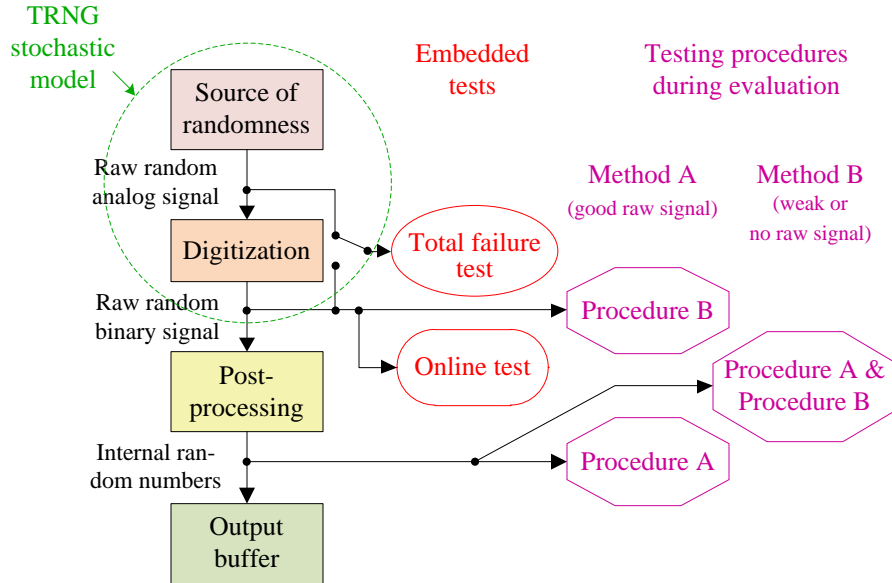 TRNG
stochastic
model
Embedded
tests
Testing procedures
during evaluation
Source of
randomness
Raw random
analog signal
Method A
(good raw signal)
Method B
(weak or
no raw signal)
Digitization
Total failure
test
Raw random
binary signal
Procedure B
Online test
Procedure A &
Procedure B
Post-
processing
Internal ran-
dom numbers
Procedure A
Output
buffer